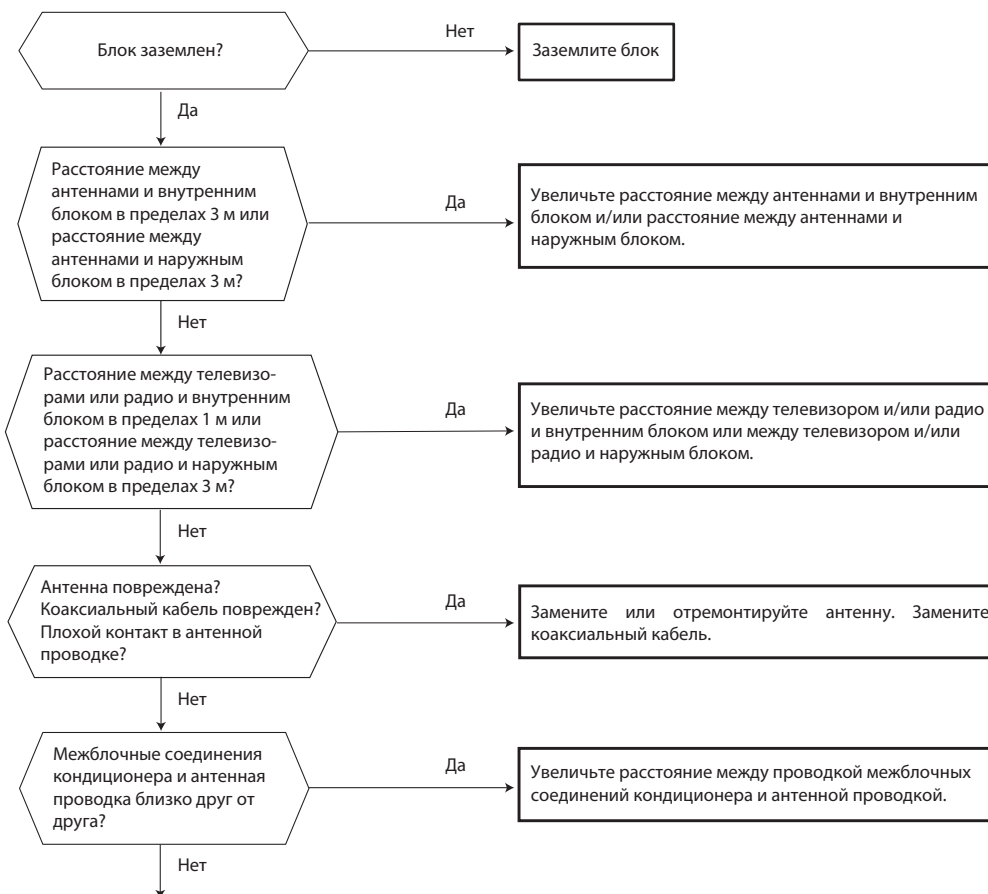 Блок заземлен?
Нет
Заземлите блок
Да
Расстояние между
антеннами и внутренним
блоком в пределах 3 м или
расстояние между
антеннами и наружным
блоком в пределах 3 м?
Да
Увеличьте расстояние между антеннами и внутренним
блоком и/или расстояние между антеннами и
наружным блоком.
Нет
Расстояние между телевизо-
рами или радио и внутренним
блоком в пределах 1 м или
расстояние между телевизо-
рами или радио и наружным
блоком в пределах 3 м?
Да
Увеличьте расстояние между телевизором и/или радио
и внутренним блоком или между телевизором и/или
радио и наружным блоком.
Нет
Антенна повреждена?
Коаксиальный кабель поврежден?
Плохой контакт в антенной
проводке?
Да
Замените или отремонтируйте антенну. Замените
коаксиальный кабель.
Нет
Межблочные соединения
кондиционера и антенная
проводка близко друг от
друга?
Да
Увеличьте расстояние между проводкой межблочных
соединений кондиционера и антенной проводкой.
Нет